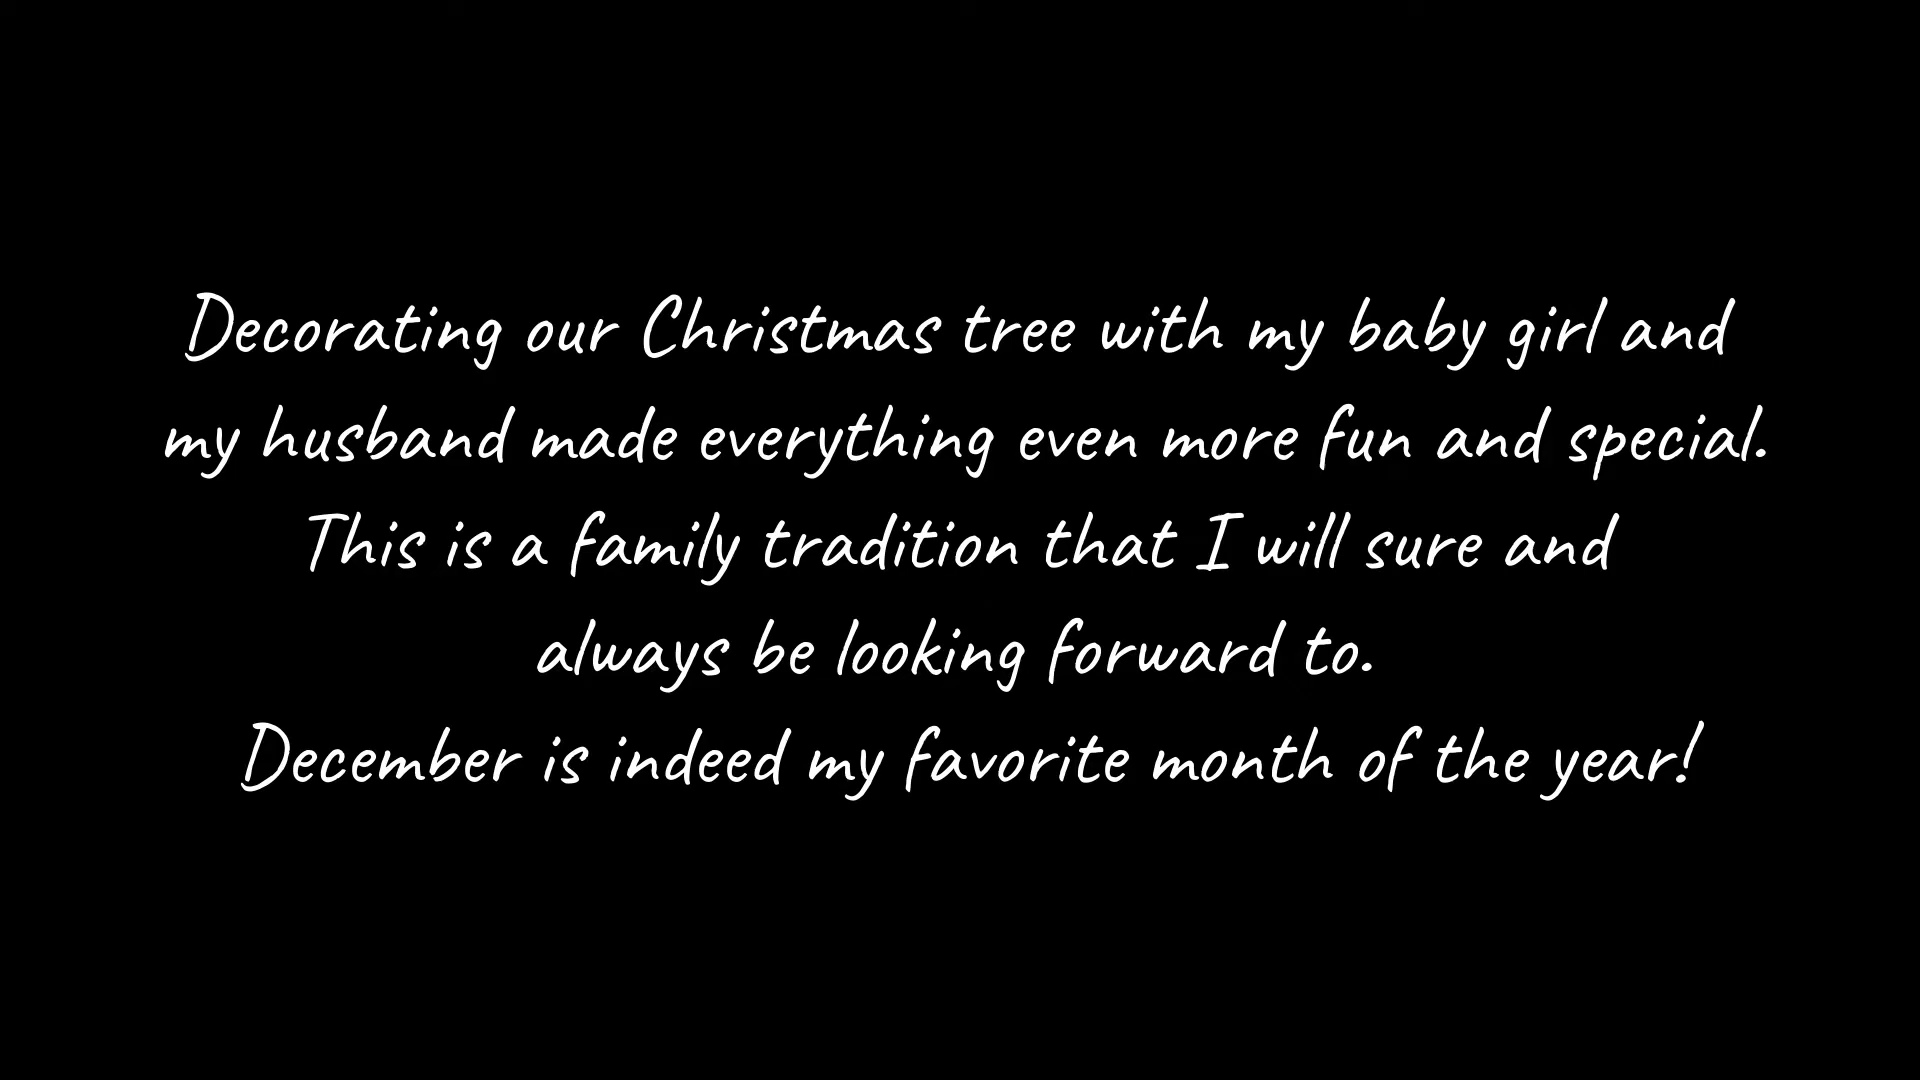 Decorating our Christmas tree with my baby girl and
my husband made everything even more fun and special.
This is a family tradition that I will sure and
always be looking forward to.
December is indeed my favorite month of the year!